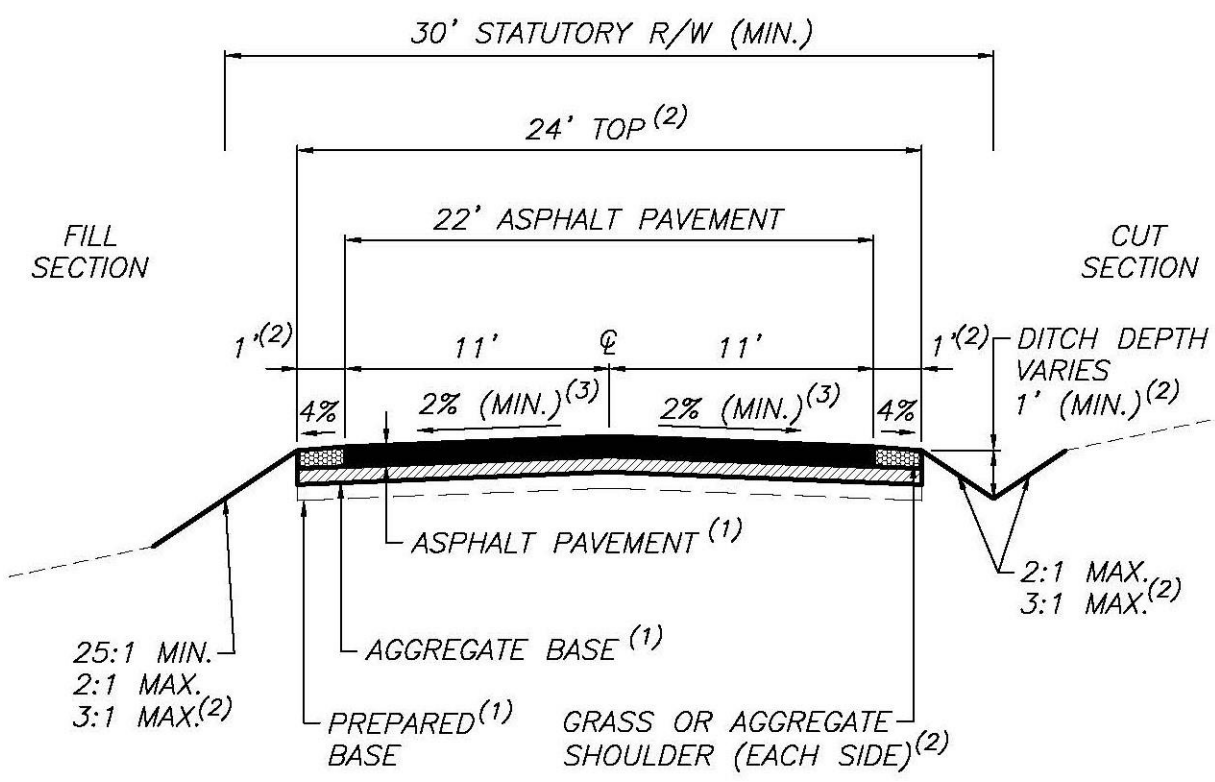 30' STATUTORY R/W (MIN.)
24' TOP(2)
22' ASPHALT PAVEMENT
FILL
SECTION
CUT
SECTION
1'(2)
11'
℄
11'
1'(2)
DITCH DEPTH
VARIES
1' (MIN.)(2)
4%
2% (MIN.)(3)
2% (MIN.)(3)
4%
ASPHALT PAVEMENT(1)
2:1 MAX.
3:1 MAX.(2)
25:1 MIN.
2:1 MAX.
3:1 MAX.(2)
AGGREGATE BASE(1)
PREPARED(1)
BASE
GRASS OR AGGREGATE
SHOULDER (EACH SIDE)(2)